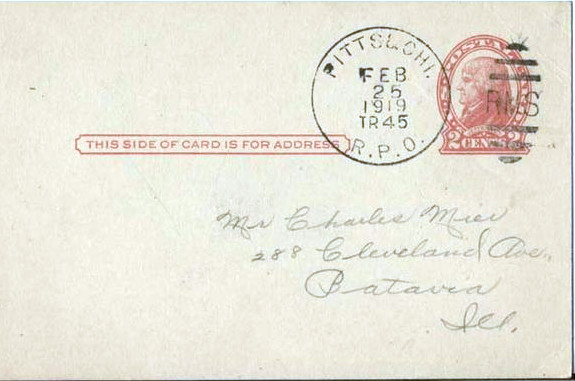 PITTS & CHI.
FEB
25
1919
TR 45
R.P.O.
U.S. POSTAGE
2 CENTS 2
RMS
THIS SIDE OF CARD IS FOR ADDRESS
Mr Charles Mier
288 Cleveland Ave.
Batavia
Ill.